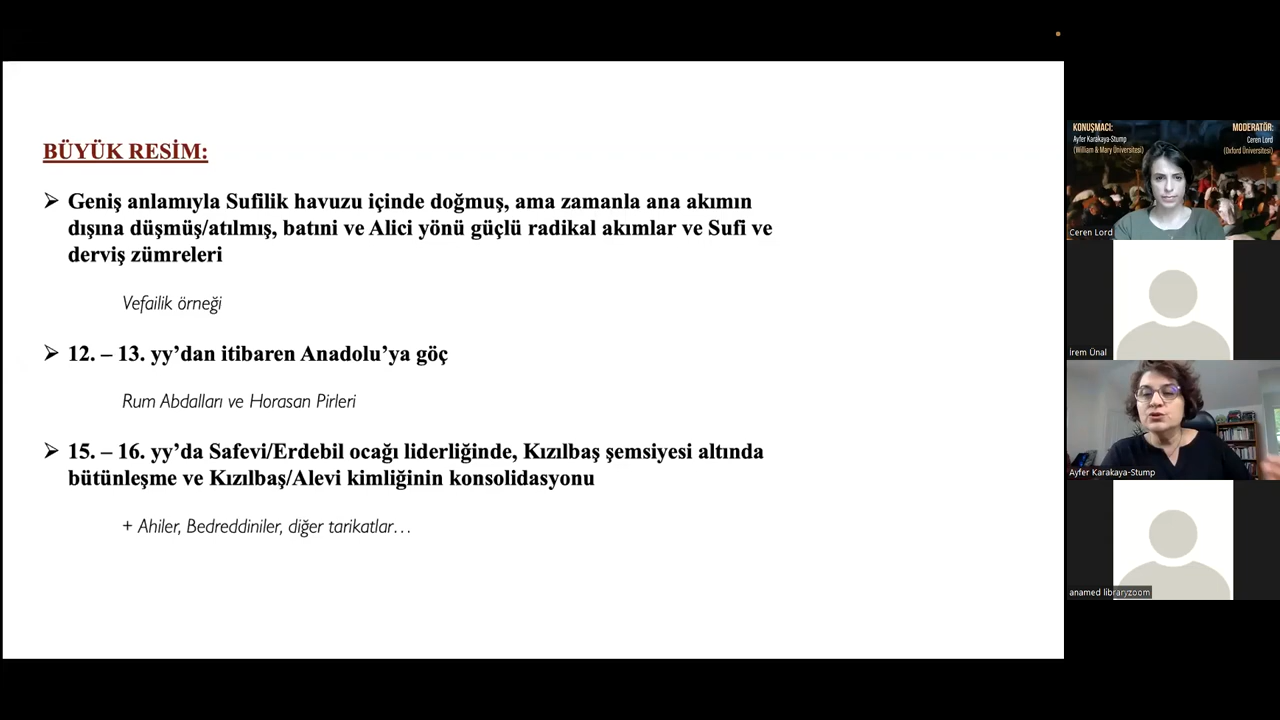 BÜYÜK RESİM:
Geniş anlamıyla Sufilik havuzu içinde doğmuş, ama zamanla ana akımın
dışına düşmüş/atılmış, batıni ve Alici yönü güçlü radikal akımlar ve Sufi ve
derviş zümreleri
Vefailik örneği
12. – 13. yy’dan itibaren Anadolu’ya göç
Rum Abdalları ve Horasan Pirleri
15. – 16. yy’da Safevi/Erdebil ocağı liderliğinde, Kızılbaş şemsiyesi altında
bütünleşme ve Kızılbaş/Alevi kimliğinin konsolidasyonu
+ Ahiler, Bedreddiniler, diğer tarikatlar…
KONUŞMACI:
Ayfer Karakaya-Stump
(William & Mary Üniversitesi)
MODERATÖR:
Ceren Lord
(Oxford Üniversitesi)
Ceren Lord
İrem Ünal
Ayfer Karakaya-Stump
anamed libraryzoom